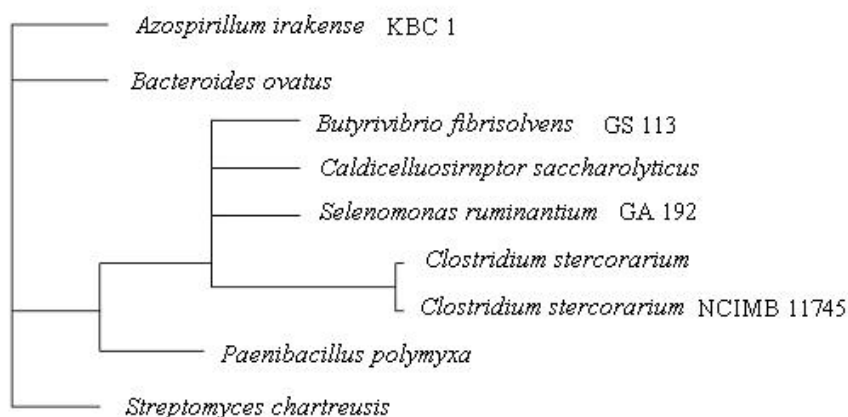 Azospirillum irakense KBC 1
Bacteroides ovatus
Butyrivibrio fibrisolvens GS 113
Caldicelluosirnptor saccharolyticus
Selenomonas ruminantium GA 192
Clostridium stercorarium
Clostridium stercorarium NCIMB 11745
Paenibacillus polymyxa
Streptomyces chartreusis